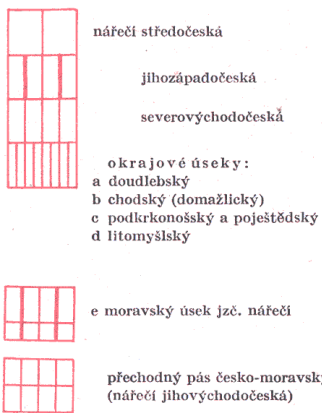 nářečí středočeská
jihozápadočeská
severovýchodočeská
okrajové úseky:
a doudlebský
b chodský (domažlický)
c podkrkonošský a poještědský
d litomyšlský
e moravský úsek jzč. nářečí
přechodný pás česko-moravsk
(nářečí jihovýchodočeská)